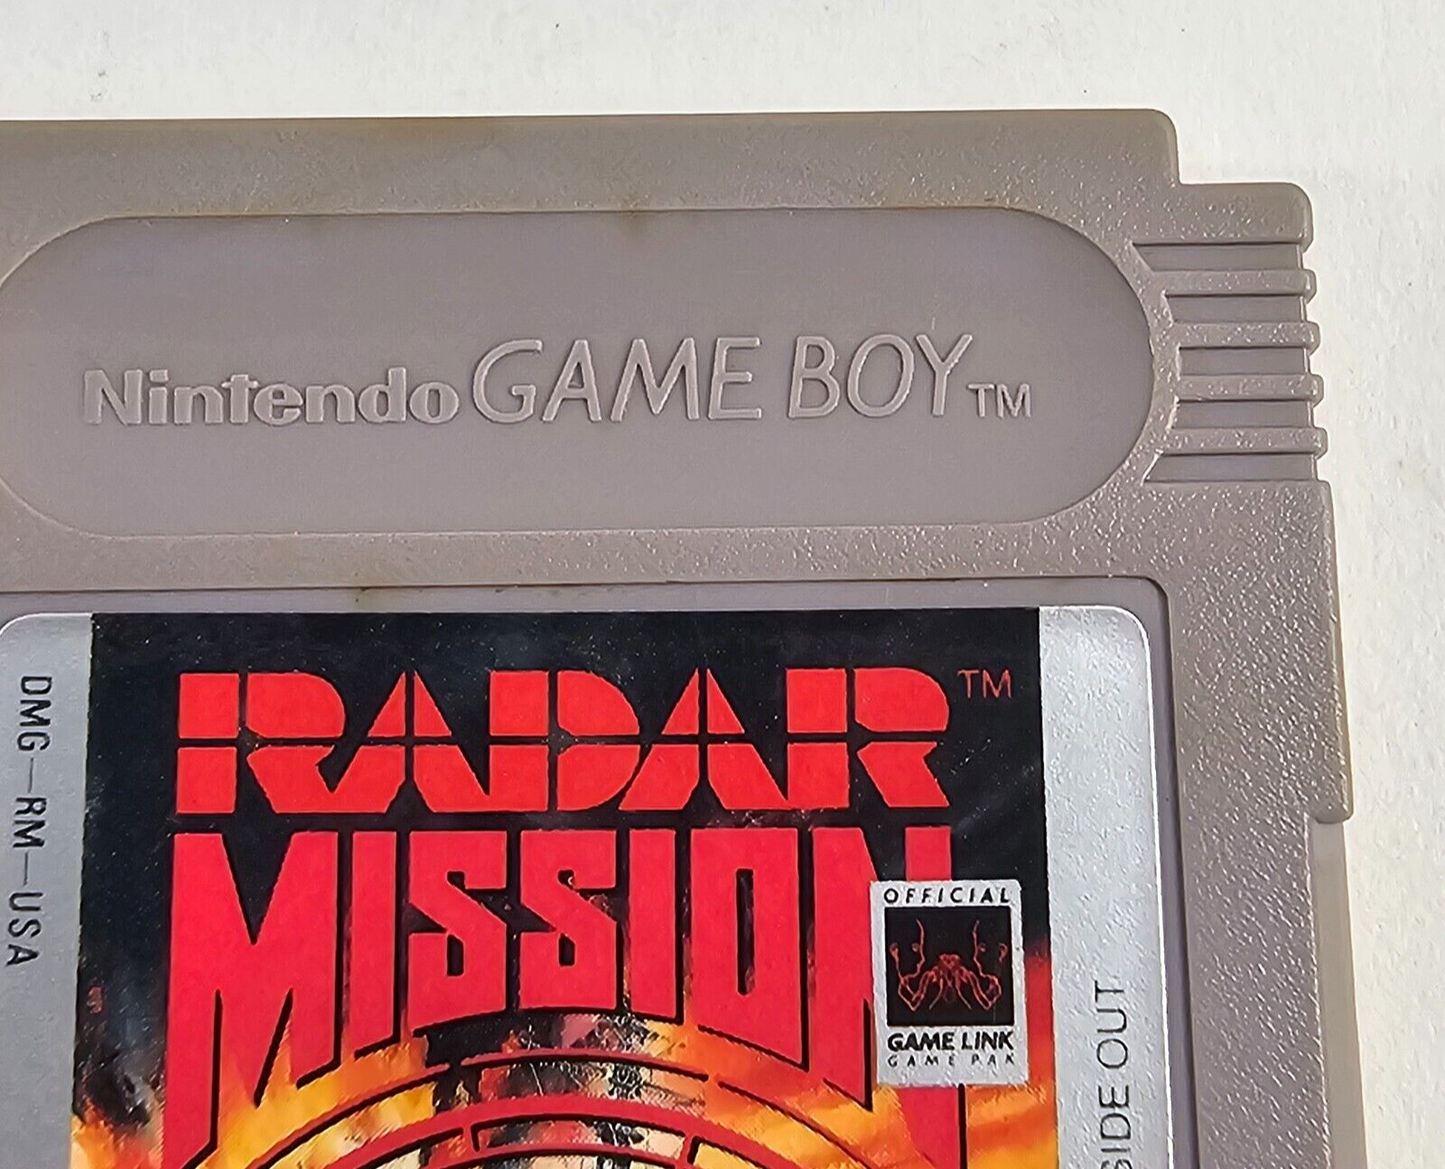 Nintendo GAME BOY TM
RADAR TM
MISSION
DMG-RM-USA
OFFICIAL
GAME LINK
GAME PAK
SIDE OUT